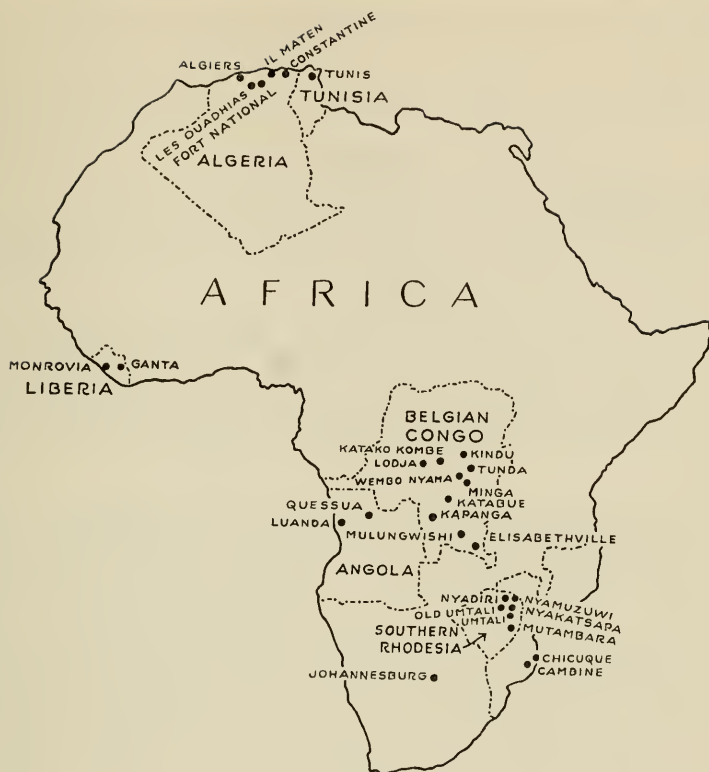 IL MATEN
CONSTANTINE
ALGIERS
TUNIS
TUNISIA
LES OUADHIAS
FORT NATIONAL
ALGERIA
AFRICA
MONROVIA
GANTA
LIBERIA
BELGIAN
CONGO
KATAKO KOMBE
KINDU
LODJA
TUNDA
WEMBO NYAMA
MINGA
KATABUE
QUESSUA
KAPANGA
LUANDA
MULUNGWISHI
ELISABETHVILLE
ANGOLA
NYADIRI
NYAMUZUWI
OLD UMTALI
NYAKATSAPA
UMTALI
MUTAMBARA
SOUTHERN
RHODESIA
CHICUQUE
CAMBINE
JOHANNESBURG